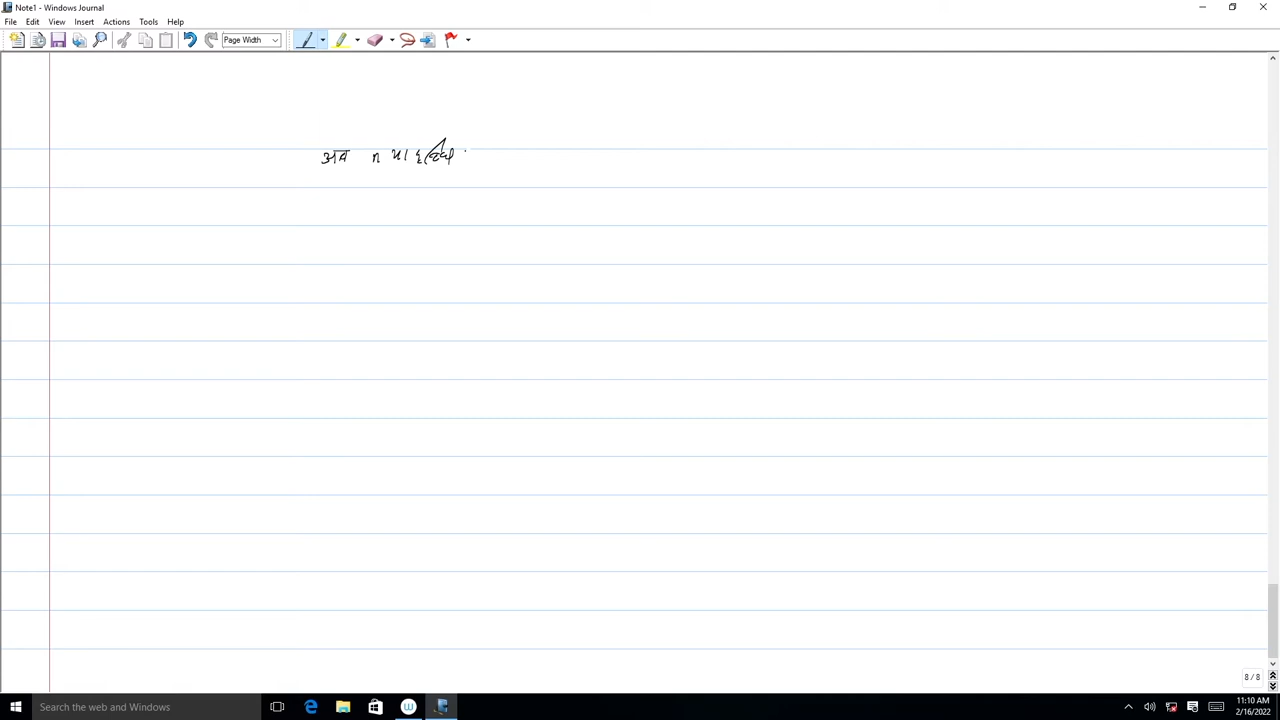 Note1 - Windows Journal
File Edit View Insert Actions Tools Help
Page Width
अब n
8 / 8
Search the web and Windows
11:10 AM
2/16/2022